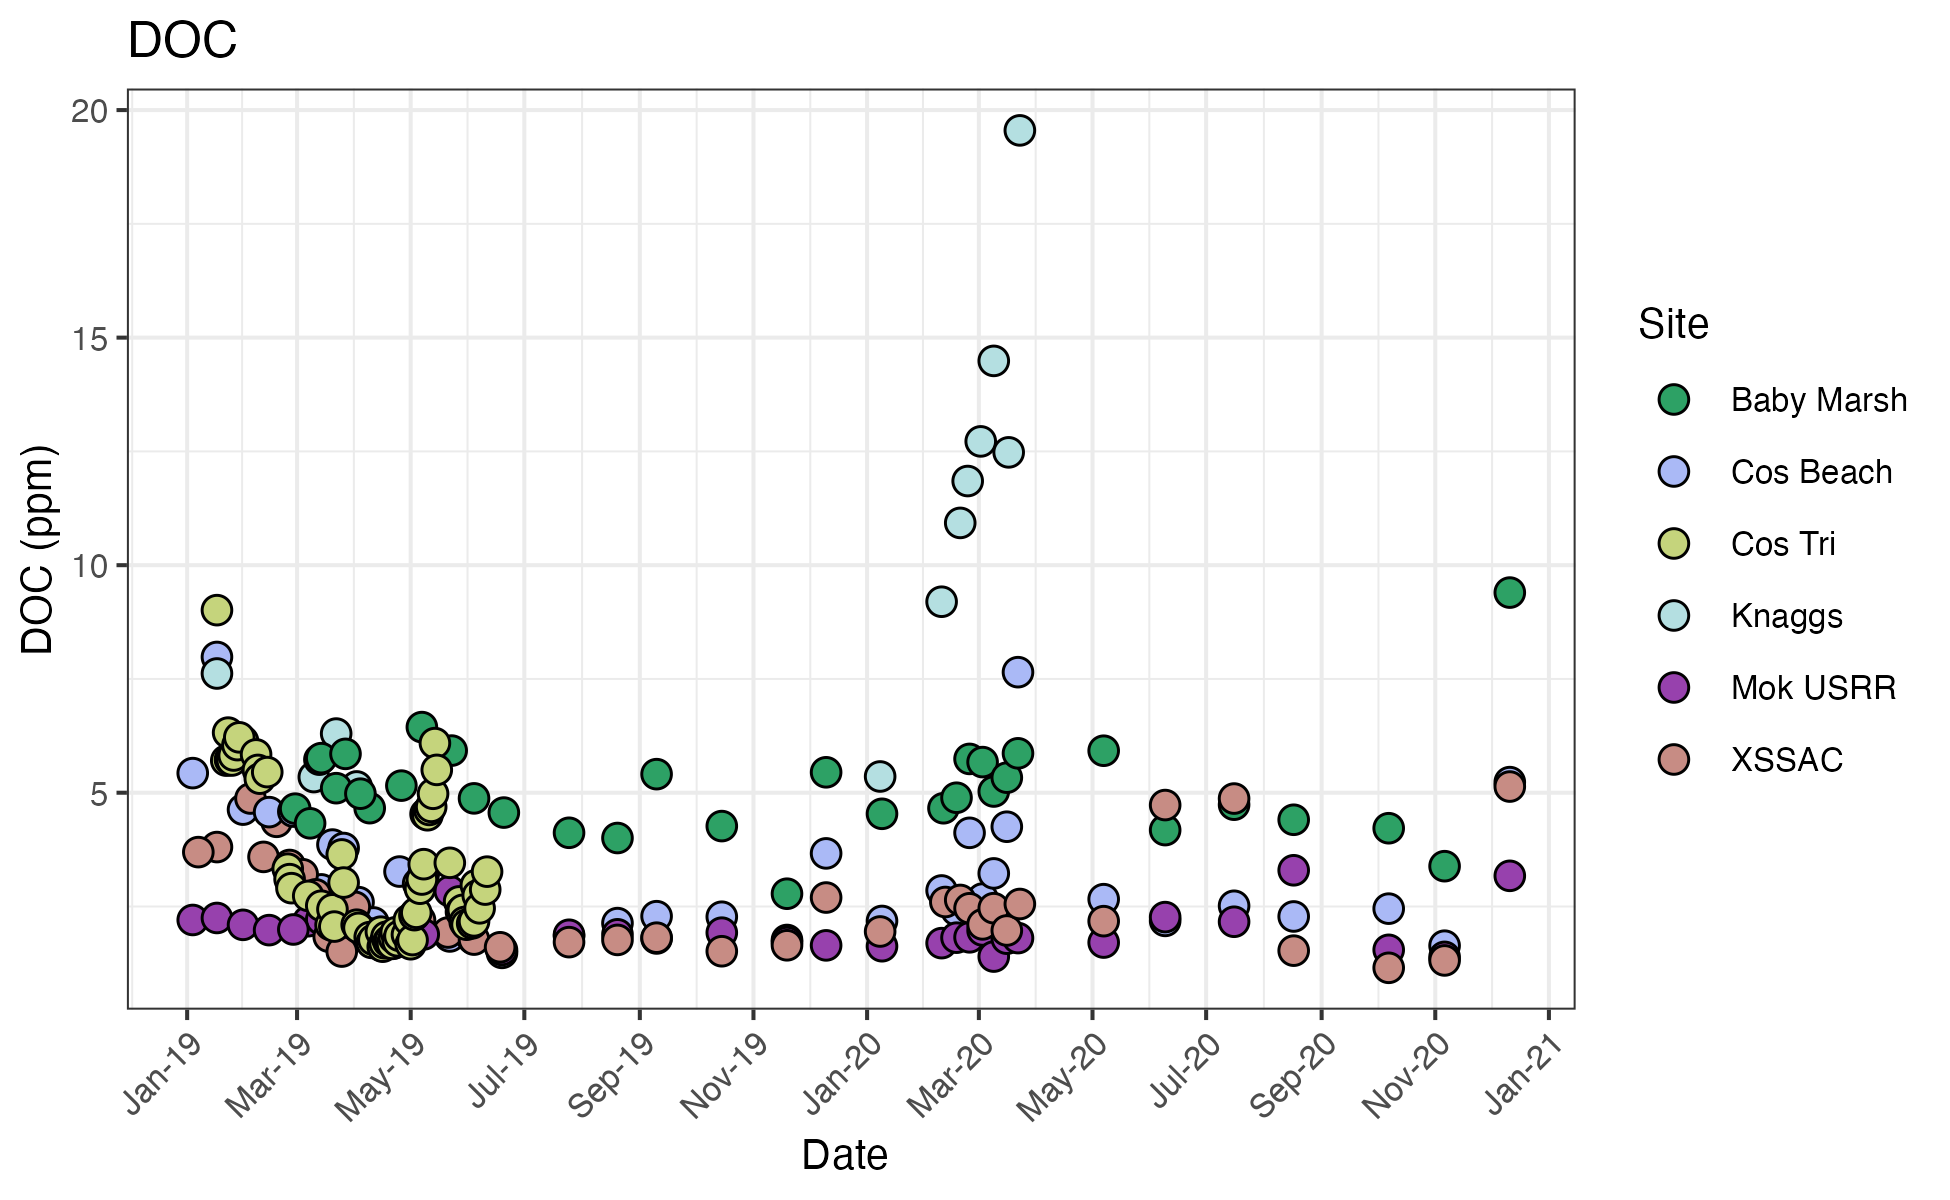 DOC
20
15
10
5
DOC (ppm)
Jan-19
Mar-19
May-19
Jul-19
Sep-19
Nov-19
Jan-20
Mar-20
May-20
Jul-20
Sep-20
Nov-20
Jan-21
Date
Site
Baby Marsh
Cos Beach
Cos Tri
Knaggs
Mok USRR
XSSAC